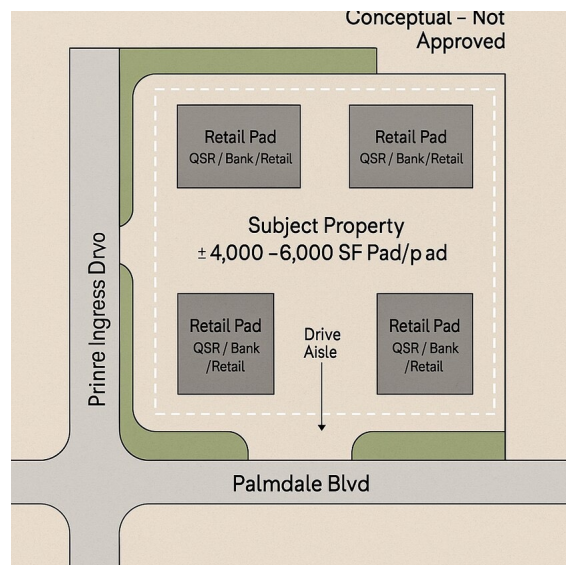 Conceptual – Not
Approved
Retail Pad
QSR / Bank /Retail
Retail Pad
QSR / Bank/Retail
Subject Property
± 4,000 –6,000 SF Pad/p ad
Prinre Ingress Drvo
Retail Pad
QSR / Bank
/Retail
Drive
Aisle
Retail Pad
QSR / Bank
/Retail
Palmdale Blvd